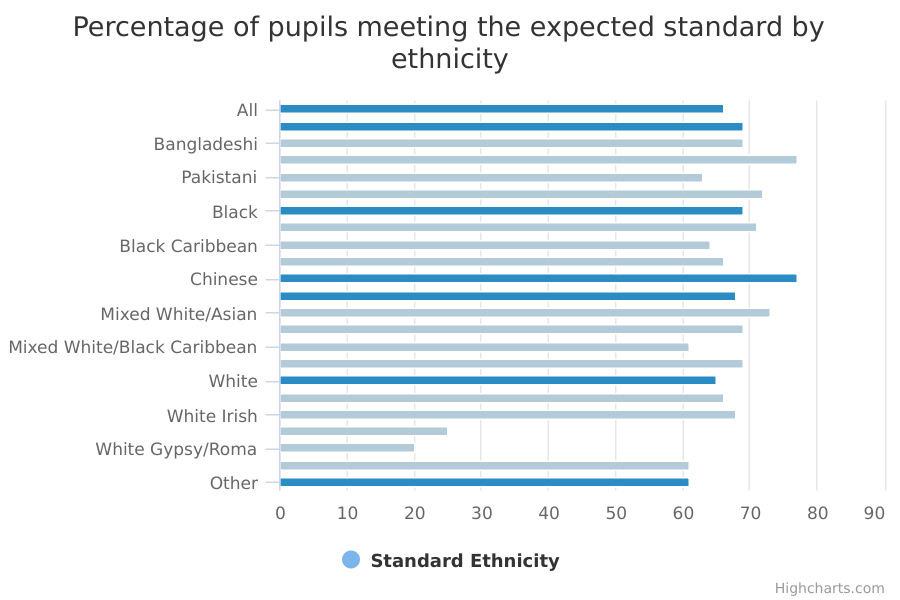 Percentage of pupils meeting the expected standard by
ethnicity
All
Bangladeshi
Pakistani
Black
Black Caribbean
Chinese
Mixed White/Asian
Mixed White/Black Caribbean
White
White Irish
White Gypsy/Roma
Other
0 10 20 30 40 50 60 70 80 90
Standard Ethnicity
Highcharts.com